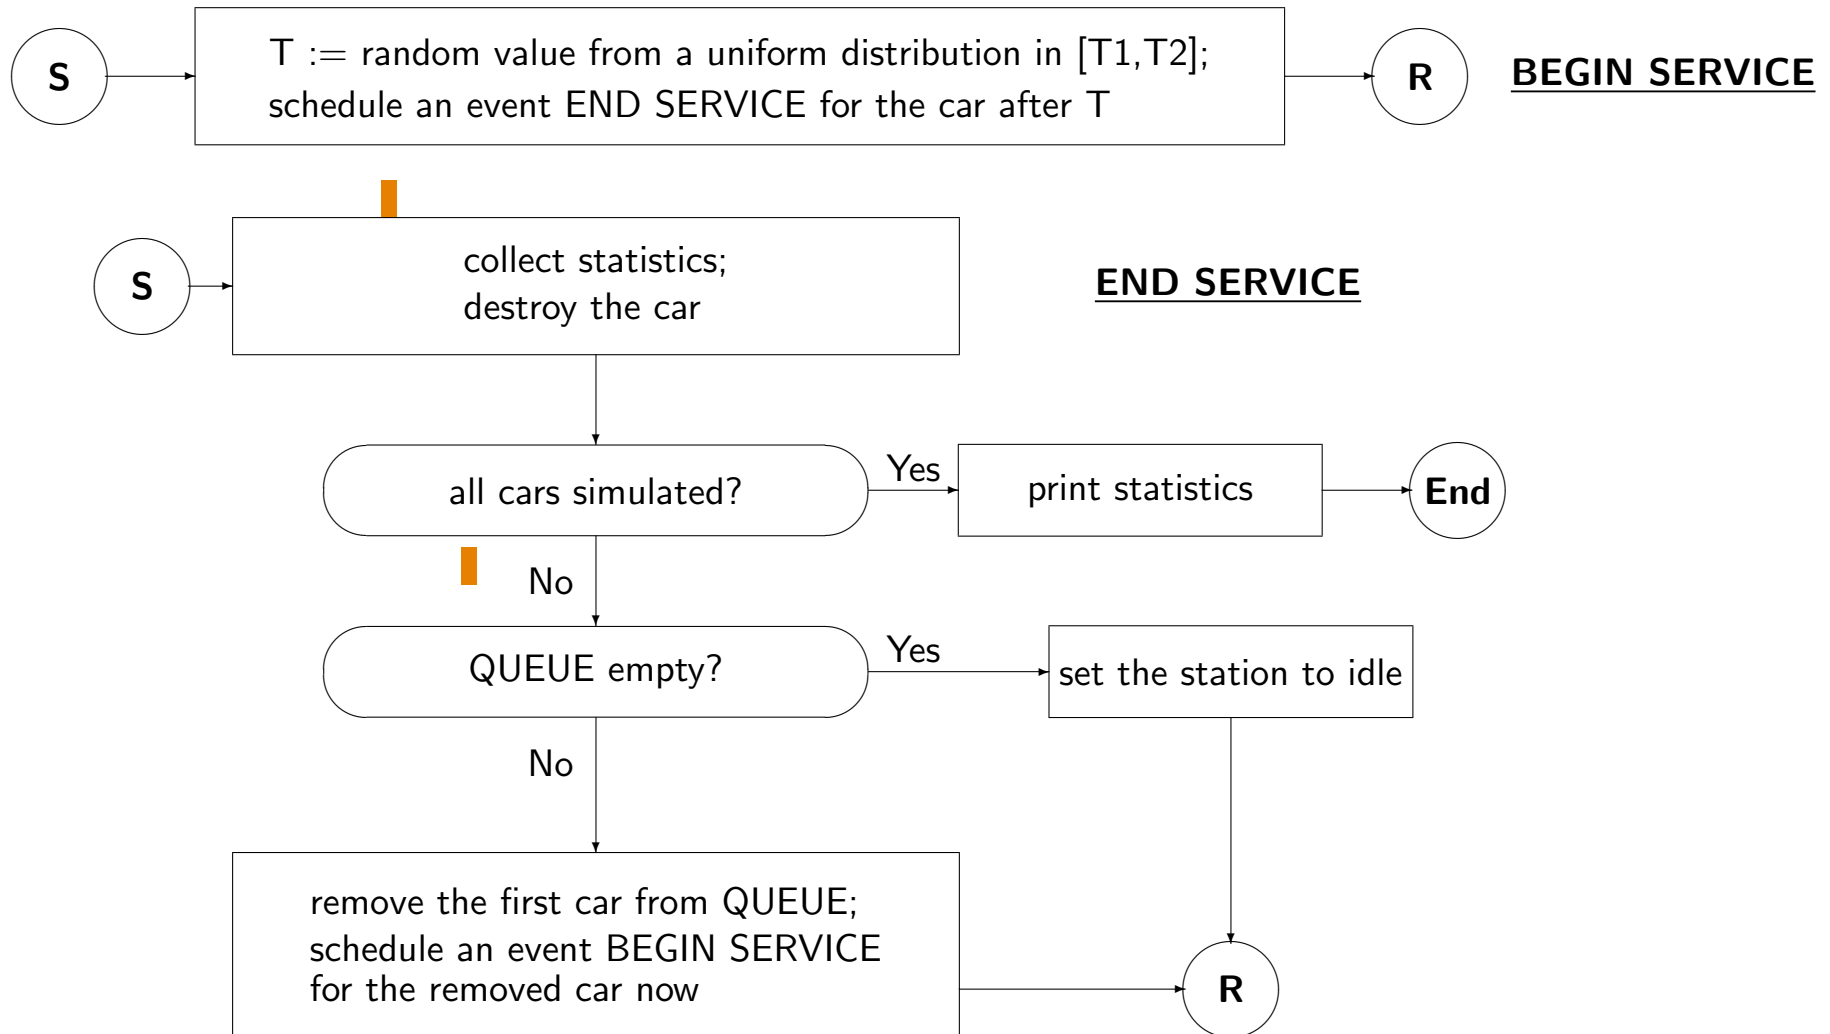 S
T := random value from a uniform distribution in [T1,T2];
schedule an event END SERVICE for the car after T
R
BEGIN SERVICE
S
collect statistics;
destroy the car
END SERVICE
all cars simulated?
Yes
print statistics
End
No
QUEUE empty?
Yes
set the station to idle
No
remove the first car from QUEUE;
schedule an event BEGIN SERVICE
for the removed car now
R